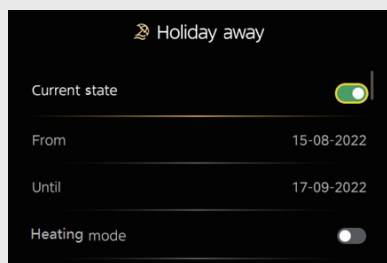 Holiday away
Current state
From 15-08-2022
Until 17-09-2022
Heating mode